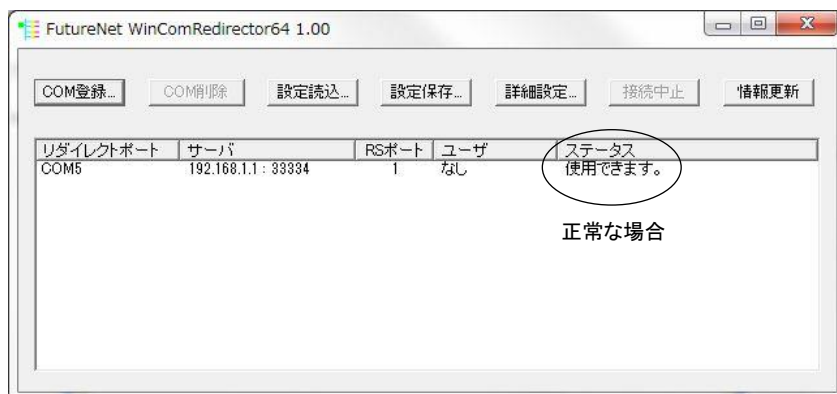 FutureNet WinComRedirector64 1.00
COM登録... COM削除 設定読込... 設定保存... 詳細設定... 接続中止 情報更新
リダイレクトポート サーバ RSポート ユーザ ステータス
COM5 192.168.1.1 : 33334 1 なし 使用できます。
正常な場合